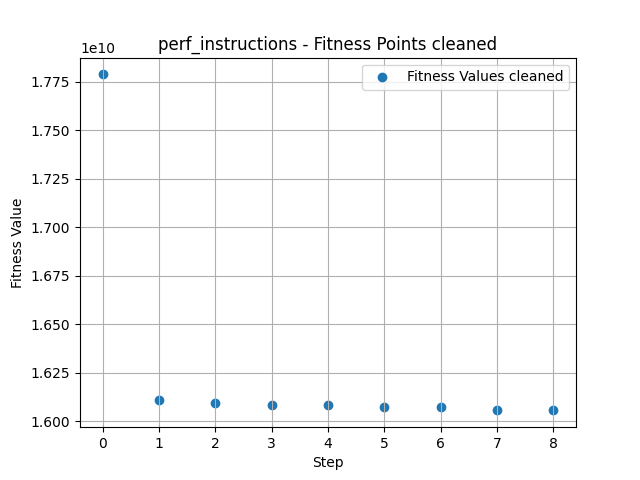 perf_instructions - Fitness Points cleaned
1e10
Fitness Values cleaned
Fitness Value
1.775
1.750
1.725
1.700
1.675
1.650
1.625
1.600
0 1 2 3 4 5 6 7 8
Step